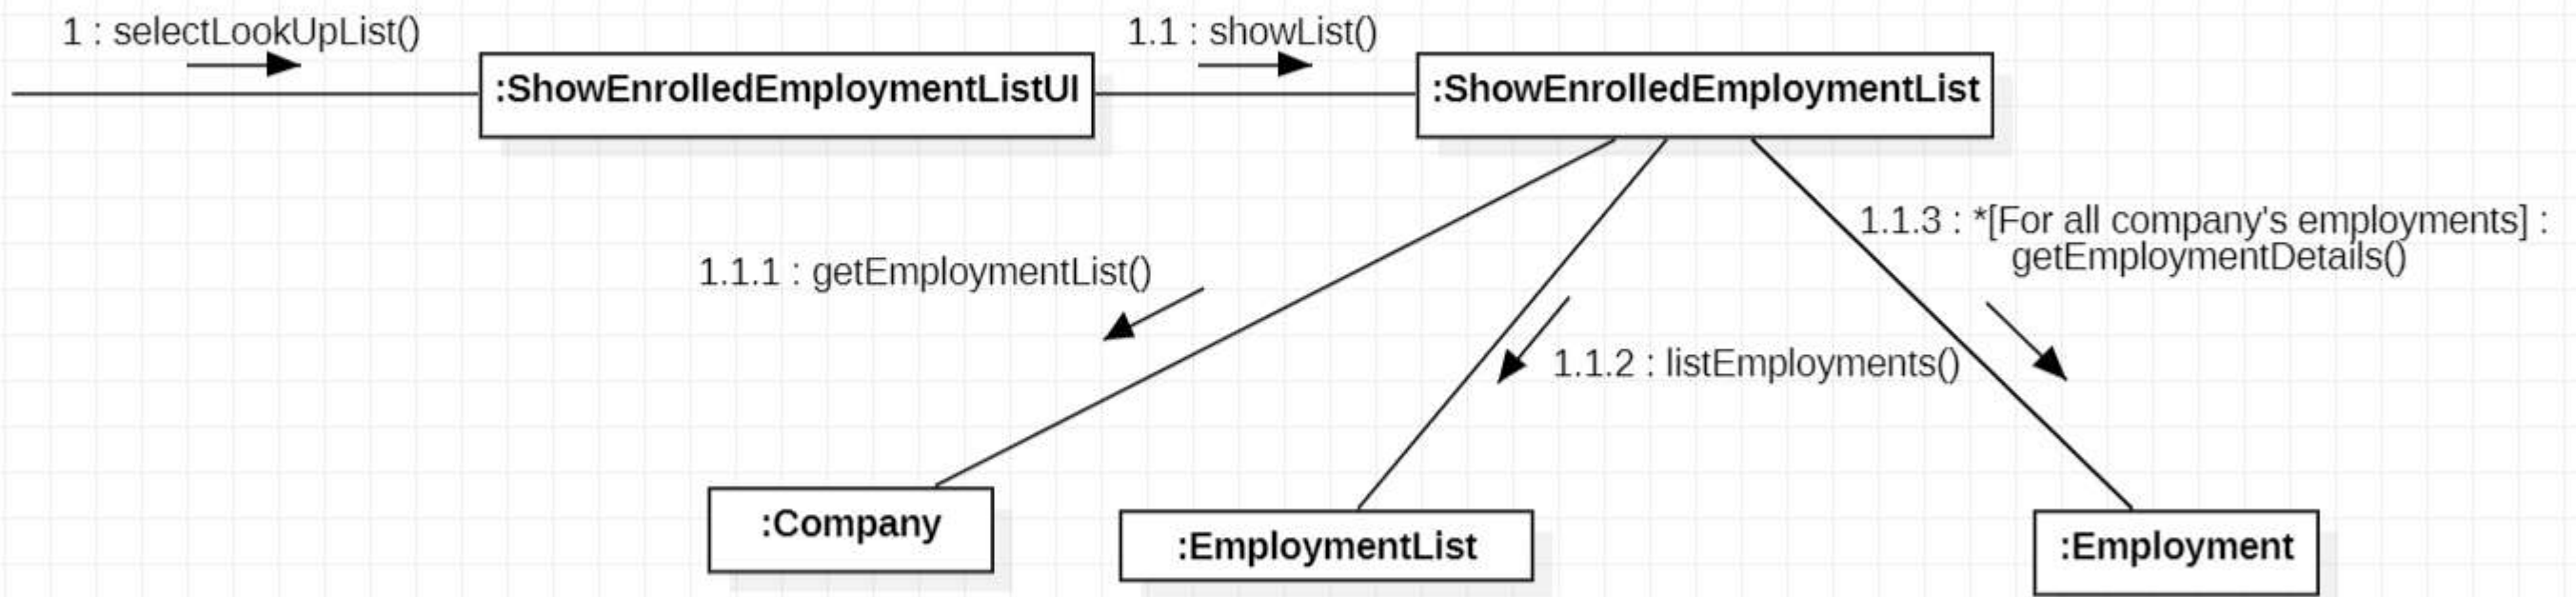 1 : selectLookUpList()
1.1 : showList()
:ShowEnrolledEmploymentListUI
:ShowEnrolledEmploymentList
1.1.3 : *[For all company's employments] :
getEmploymentDetails()
1.1.1 : getEmploymentList()
1.1.2 : listEmployments()
:Company
:EmploymentList
:Employment